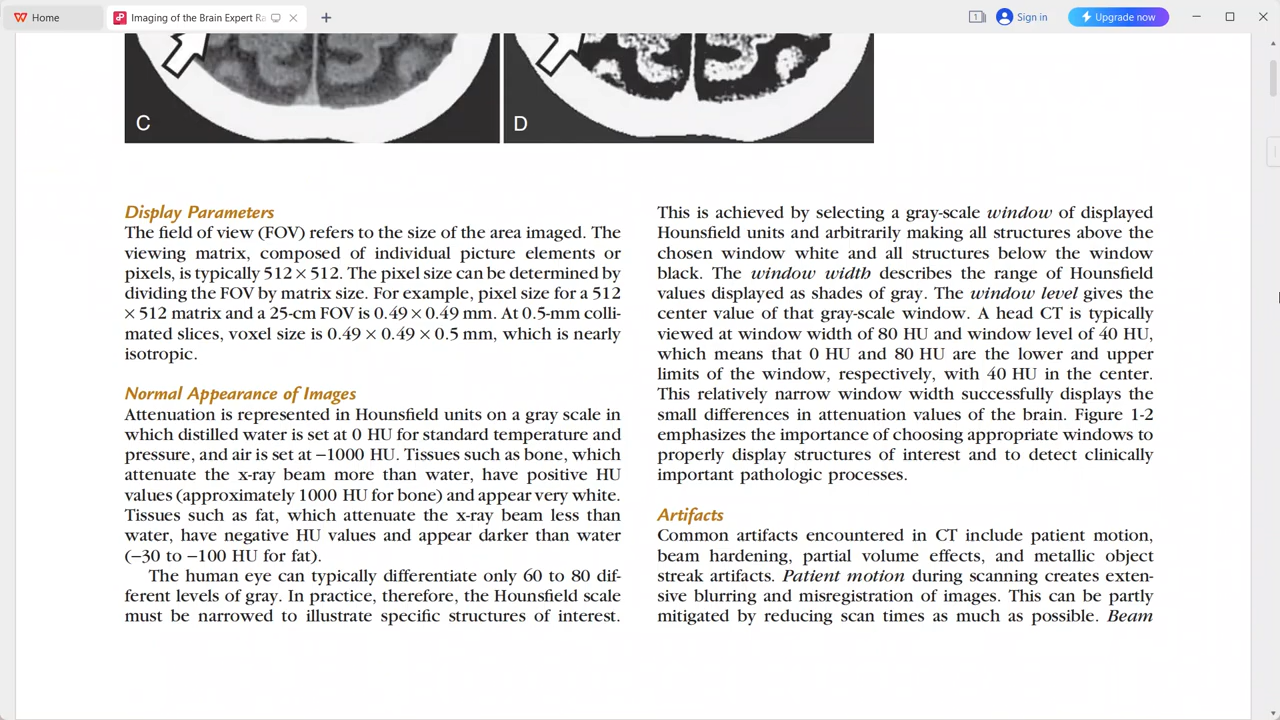 Home
Imaging of the Brain Expert Ra
1
Sign in
Upgrade now
C
D
Display Parameters
The field of view (FOV) refers to the size of the area imaged. The
viewing matrix, composed of individual picture elements or
pixels, is typically 512 × 512. The pixel size can be determined by
dividing the FOV by matrix size. For example, pixel size for a 512
× 512 matrix and a 25-cm FOV is 0.49 × 0.49 mm. At 0.5-mm colli-
mated slices, voxel size is 0.49 × 0.49 × 0.5 mm, which is nearly
isotropic.
Normal Appearance of Images
Attenuation is represented in Hounsfield units on a gray scale in
which distilled water is set at 0 HU for standard temperature and
pressure, and air is set at −1000 HU. Tissues such as bone, which
attenuate the x-ray beam more than water, have positive HU
values (approximately 1000 HU for bone) and appear very white.
Tissues such as fat, which attenuate the x-ray beam less than
water, have negative HU values and appear darker than water
(−30 to −100 HU for fat).
The human eye can typically differentiate only 60 to 80 dif-
ferent levels of gray. In practice, therefore, the Hounsfield scale
must be narrowed to illustrate specific structures of interest.
This is achieved by selecting a gray-scale window of displayed
Hounsfield units and arbitrarily making all structures above the
chosen window white and all structures below the window
black. The window width describes the range of Hounsfield
values displayed as shades of gray. The window level gives the
center value of that gray-scale window. A head CT is typically
viewed at window width of 80 HU and window level of 40 HU,
which means that 0 HU and 80 HU are the lower and upper
limits of the window, respectively, with 40 HU in the center.
This relatively narrow window width successfully displays the
small differences in attenuation values of the brain. Figure 1-2
emphasizes the importance of choosing appropriate windows to
properly display structures of interest and to detect clinically
important pathologic processes.
Artifacts
Common artifacts encountered in CT include patient motion,
beam hardening, partial volume effects, and metallic object
streak artifacts. Patient motion during scanning creates exten-
sive blurring and misregistration of images. This can be partly
mitigated by reducing scan times as much as possible. Beam